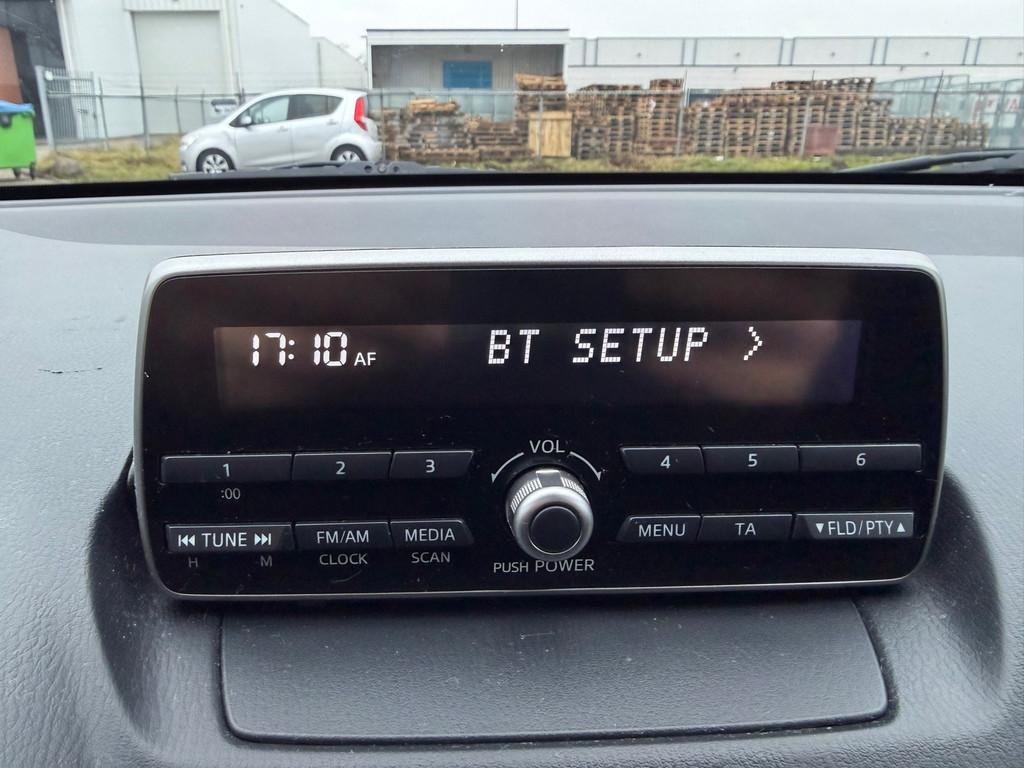 17:10 AF BT SETUP >
VOL
1 2 3 4 5 6
:00
⏮ TUNE ⏭ FM/AM MEDIA MENU TA ▼FLD/PTY▲
H M CLOCK SCAN PUSH POWER